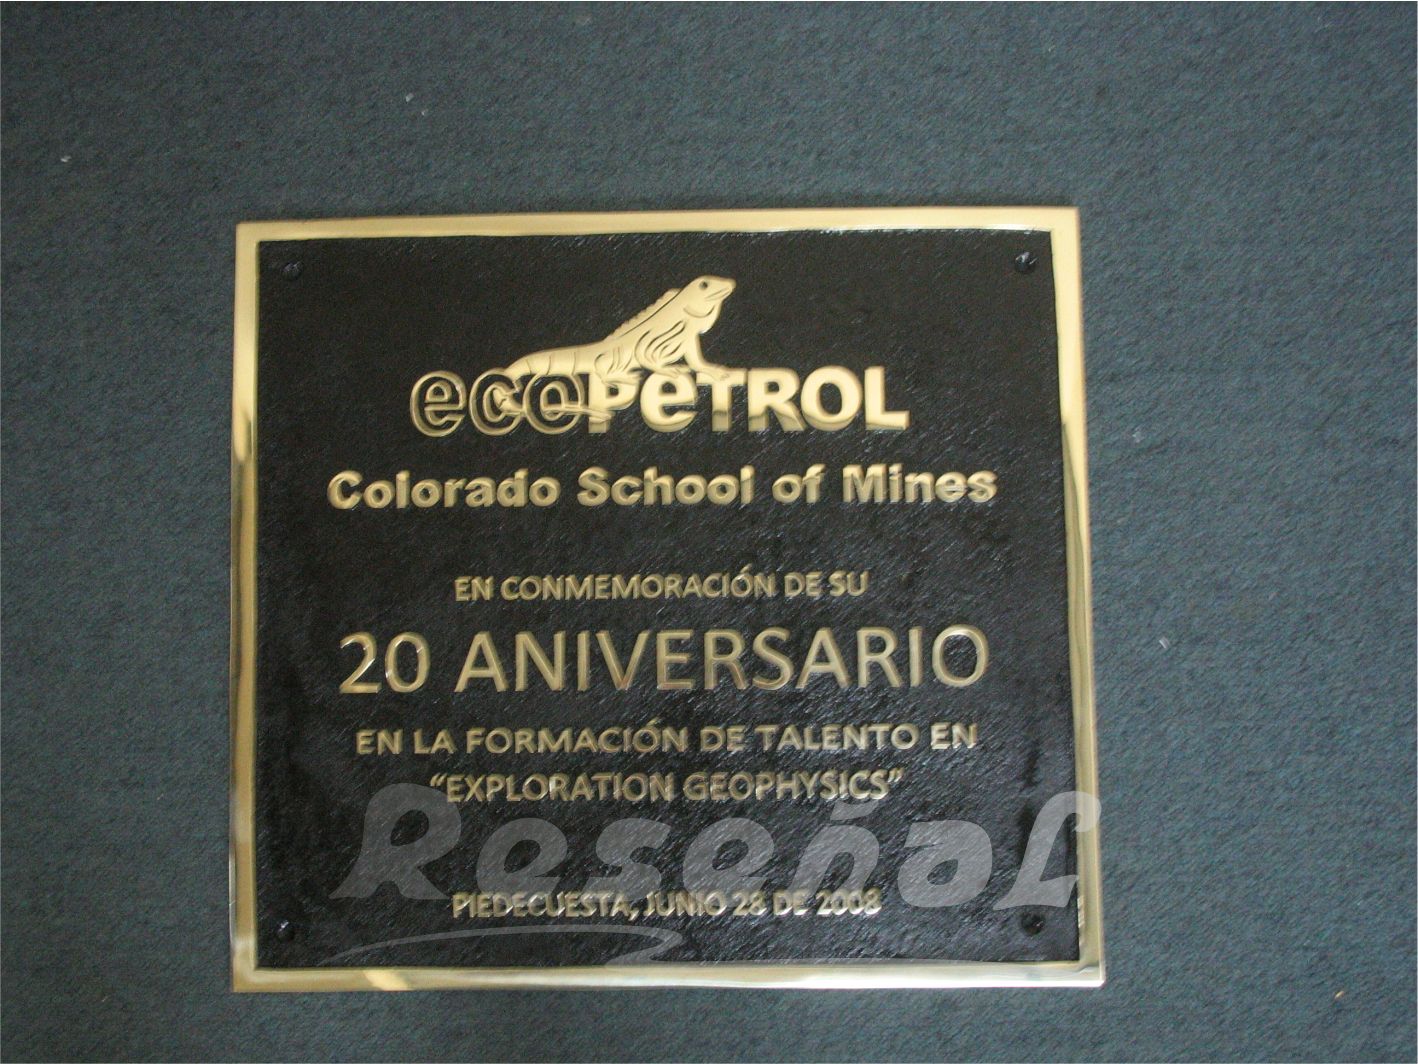 ecoPeTROL
Colorado School of Mines
EN CONMEMORACIÓN DE SU
20 ANIVERSARIO
EN LA FORMACIÓN DE TALENTO EN
“EXPLORATION GEOPHYSICS”
Reseñal
PIEDECUESTA, JUNIO 28 DE 2008